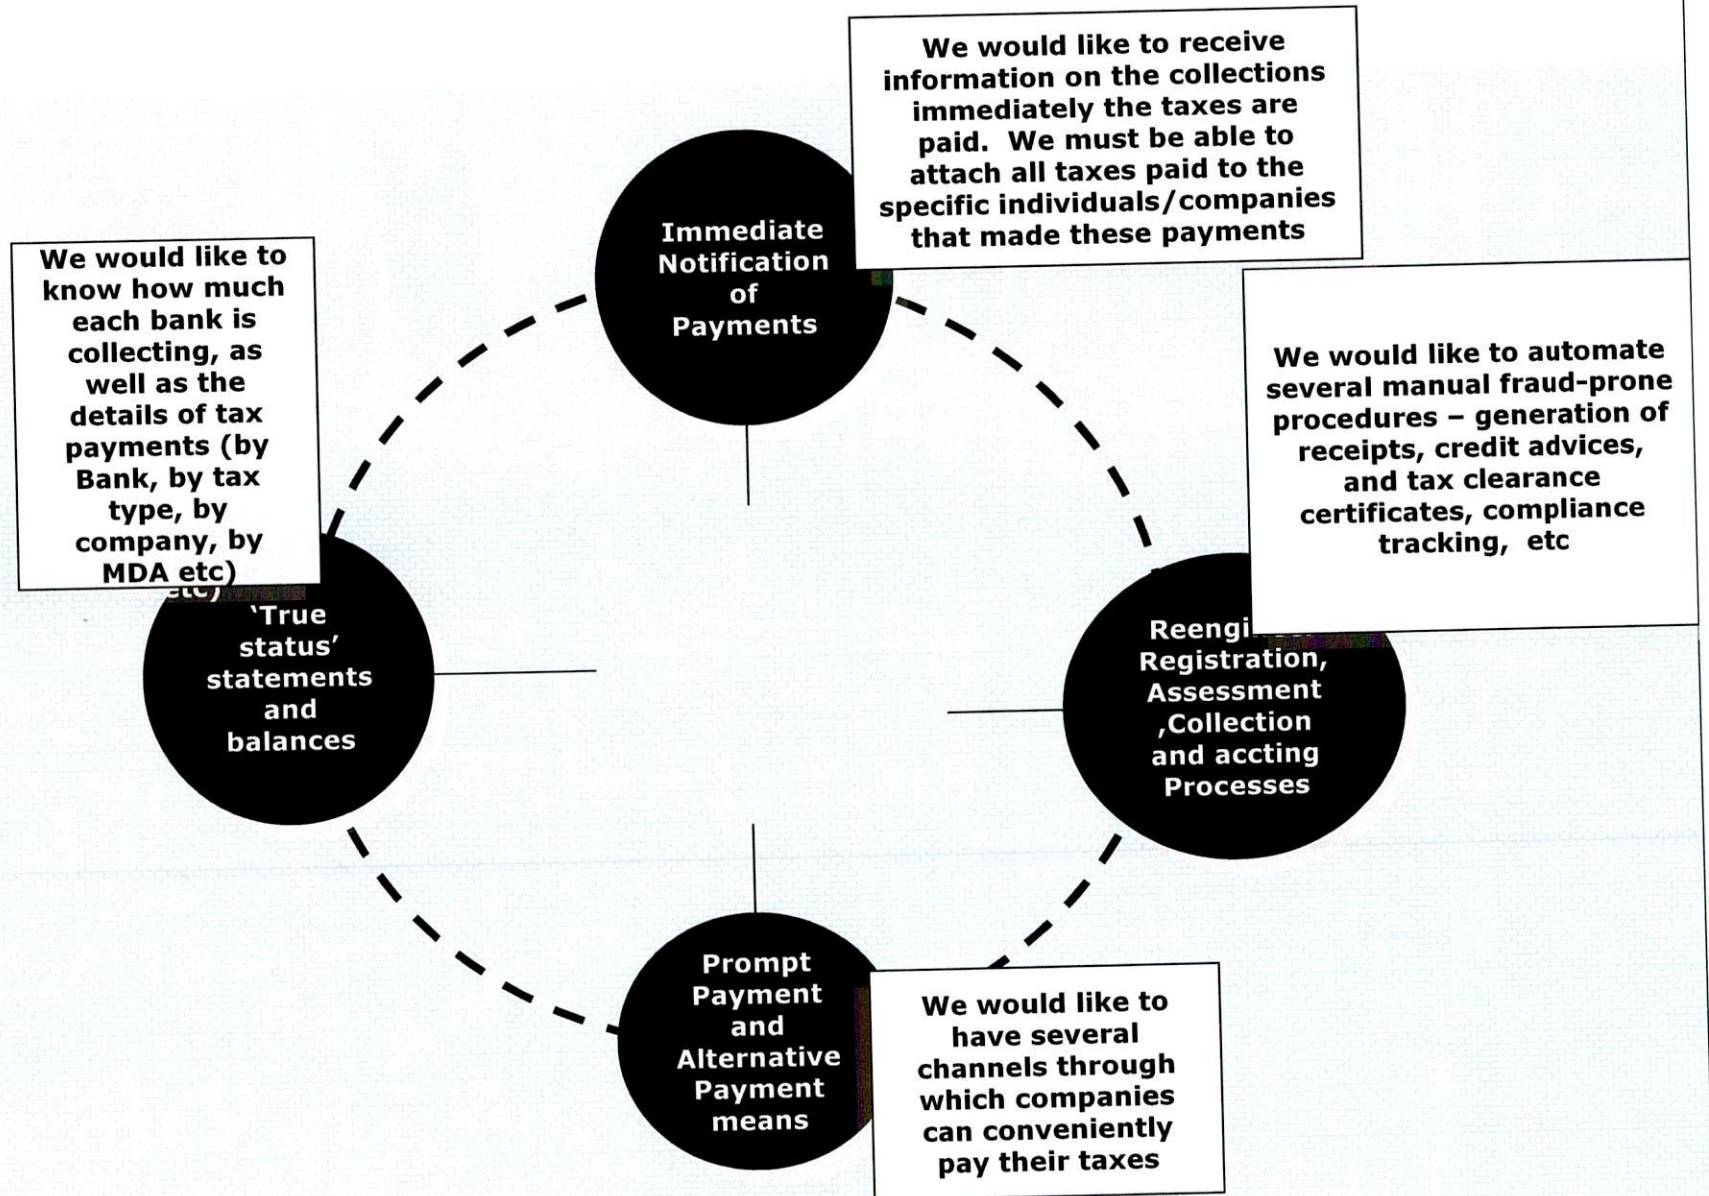 We would like to receive
information on the collections
immediately the taxes are
paid.  We must be able to
attach all taxes paid to the
specific individuals/companies
that made these payments
Immediate
Notification
of
Payments
We would like to
know how much
each bank is
collecting, as
well as the
details of tax
payments (by
Bank, by tax
type, by
company, by
MDA etc)
etc)
‘True
status’
statements
and
balances
We would like to automate
several manual fraud-prone
procedures – generation of
receipts, credit advices,
and tax clearance
certificates, compliance
tracking,  etc
Registration,
Assessment
,Collection
and accting
Processes
Prompt
Payment
and
Alternative
Payment
means
We would like to
have several
channels through
which companies
can conveniently
pay their taxes